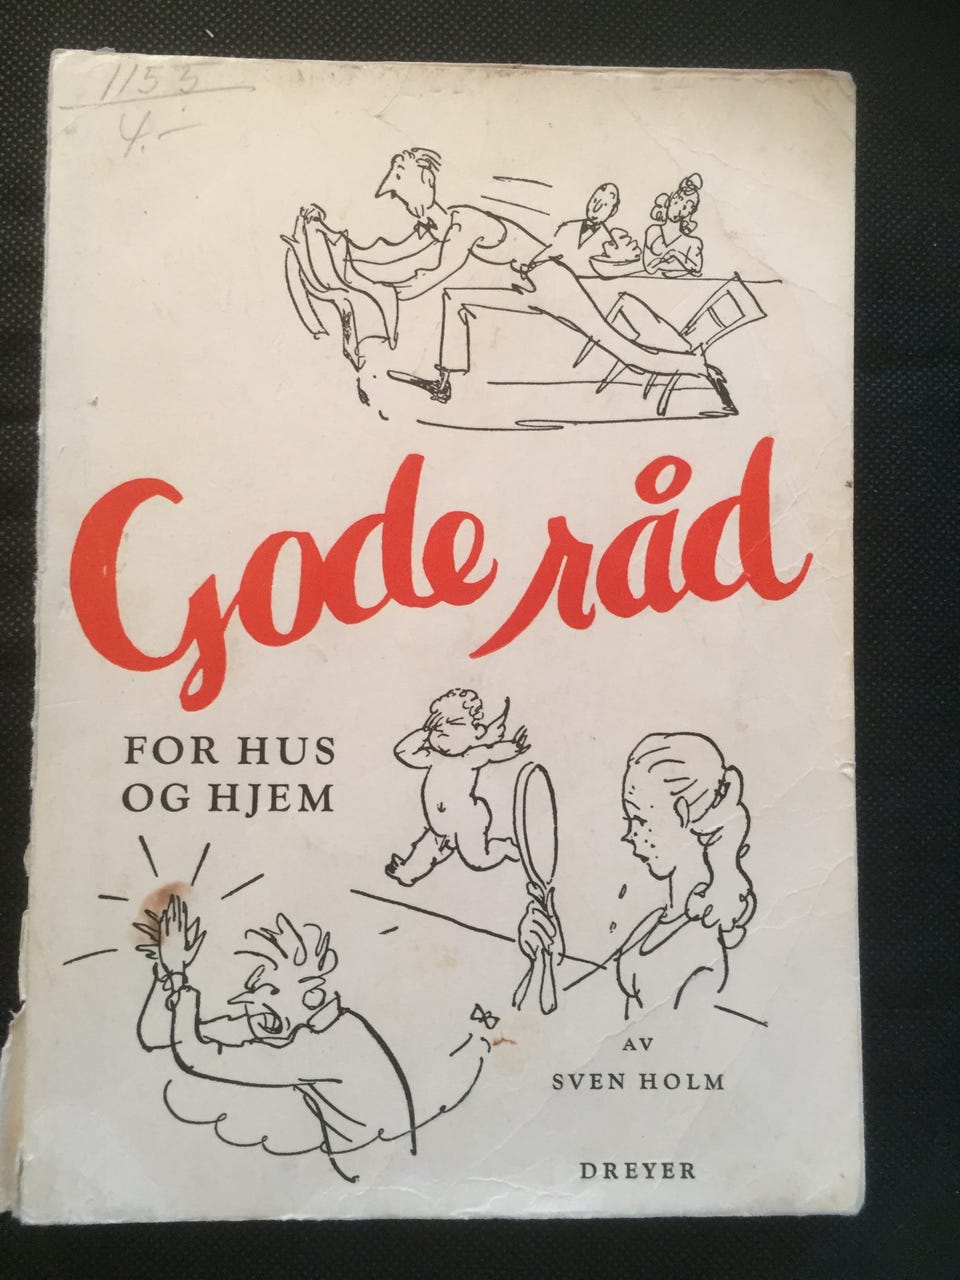 1153
4.-
Gode råd
FOR HUS
OG HJEM
AV
SVEN HOLM
DREYER